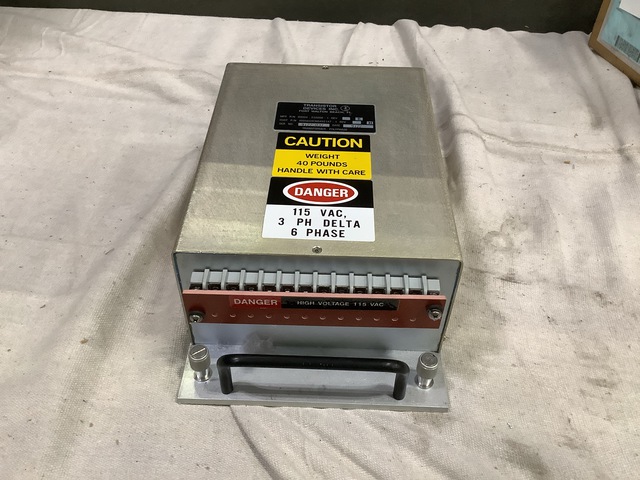 TRANSISTOR
DEVICES INC.
CAUTION
WEIGHT
40 POUNDS
HANDLE WITH CARE
DANGER
115 VAC,
3 PH DELTA
6 PHASE
DANGER HIGH VOLTAGE 115 VAC